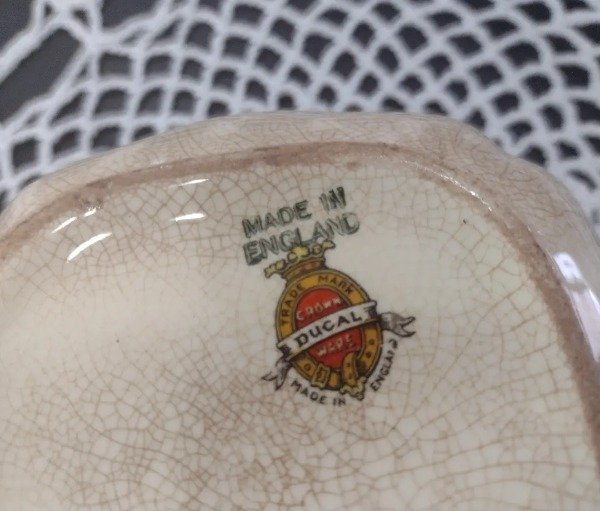 MADE IN
ENGLAND
TRADE MARK
CROWN
DUCAL
WARE
MADE IN ENGLAND